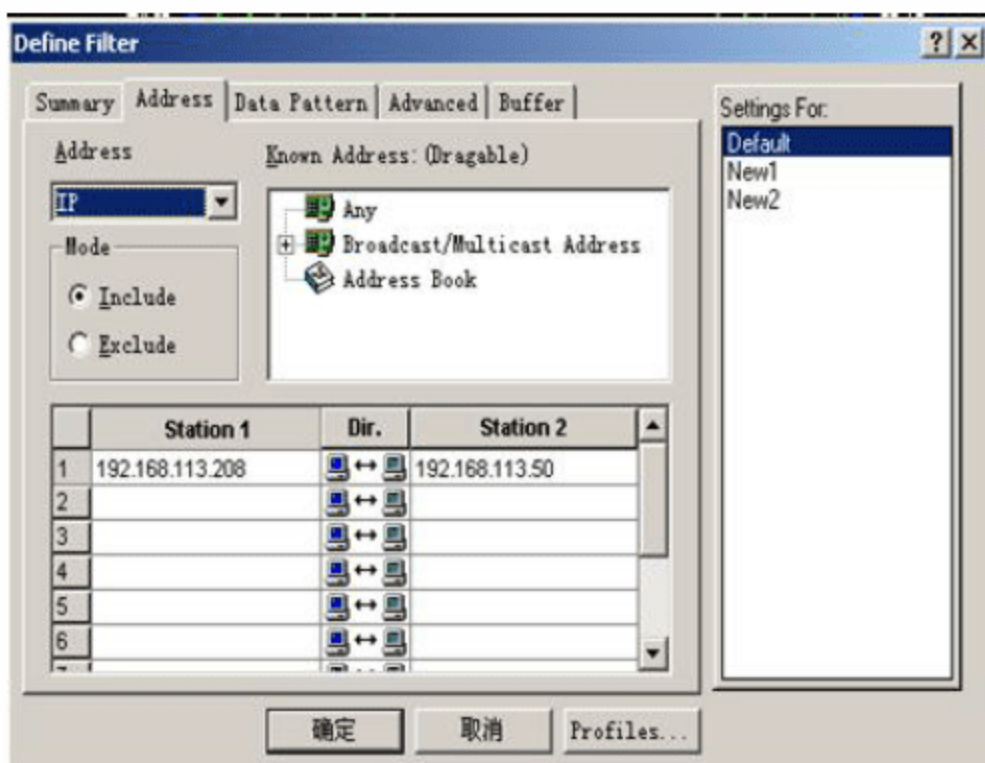 Define Filter
Summary Address Data Pattern Advanced Buffer
Settings For:
Address
Known Address: (Dragable)
IP
Any
Broadcast/Multicast Address
Address Book
Mode
Include
Exclude
Default
New1
New2
Station 1 Dir. Station 2
1 192.168.113.208 192.168.113.50
2
3
4
5
6
确定 取消 Profiles...